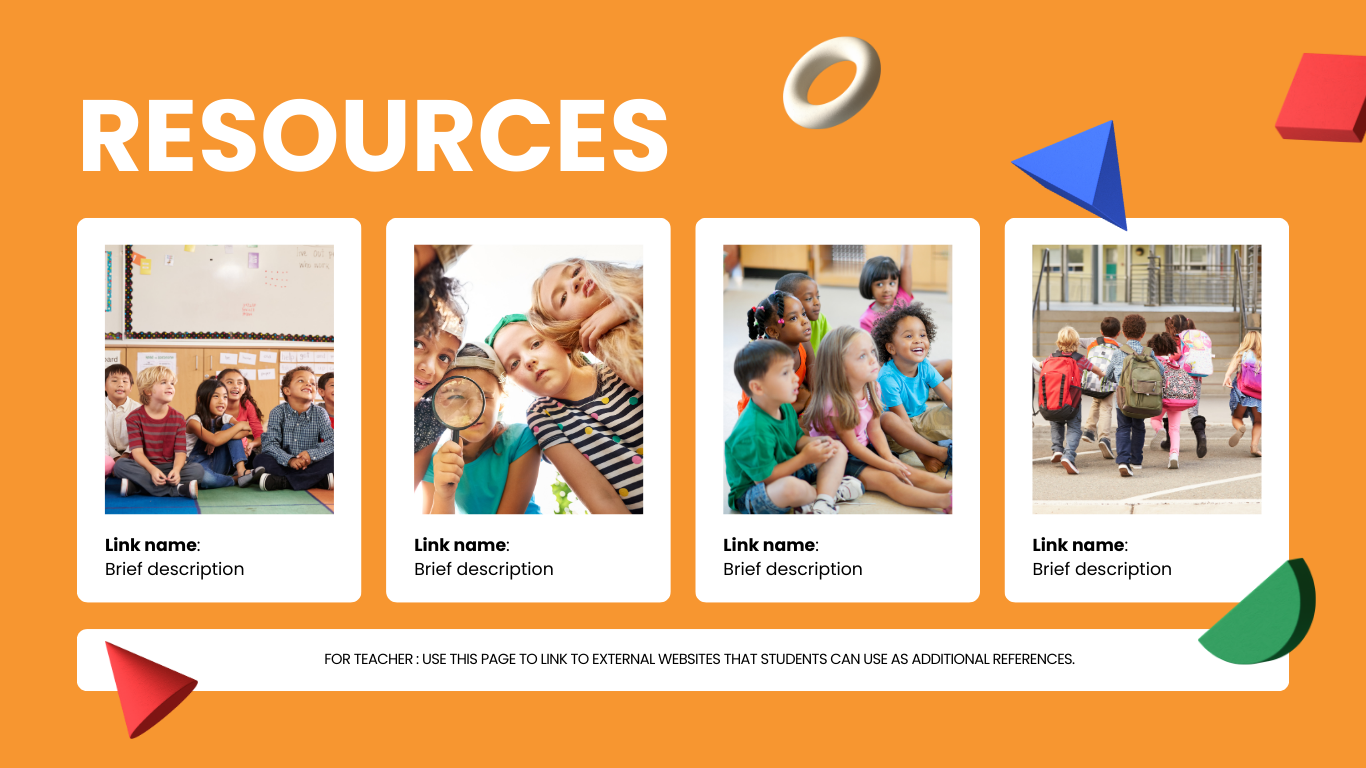 RESOURCES
Link name:
Brief description
Link name:
Brief description
Link name:
Brief description
Link name:
Brief description
FOR TEACHER : USE THIS PAGE TO LINK TO EXTERNAL WEBSITES THAT STUDENTS CAN USE AS ADDITIONAL REFERENCES.